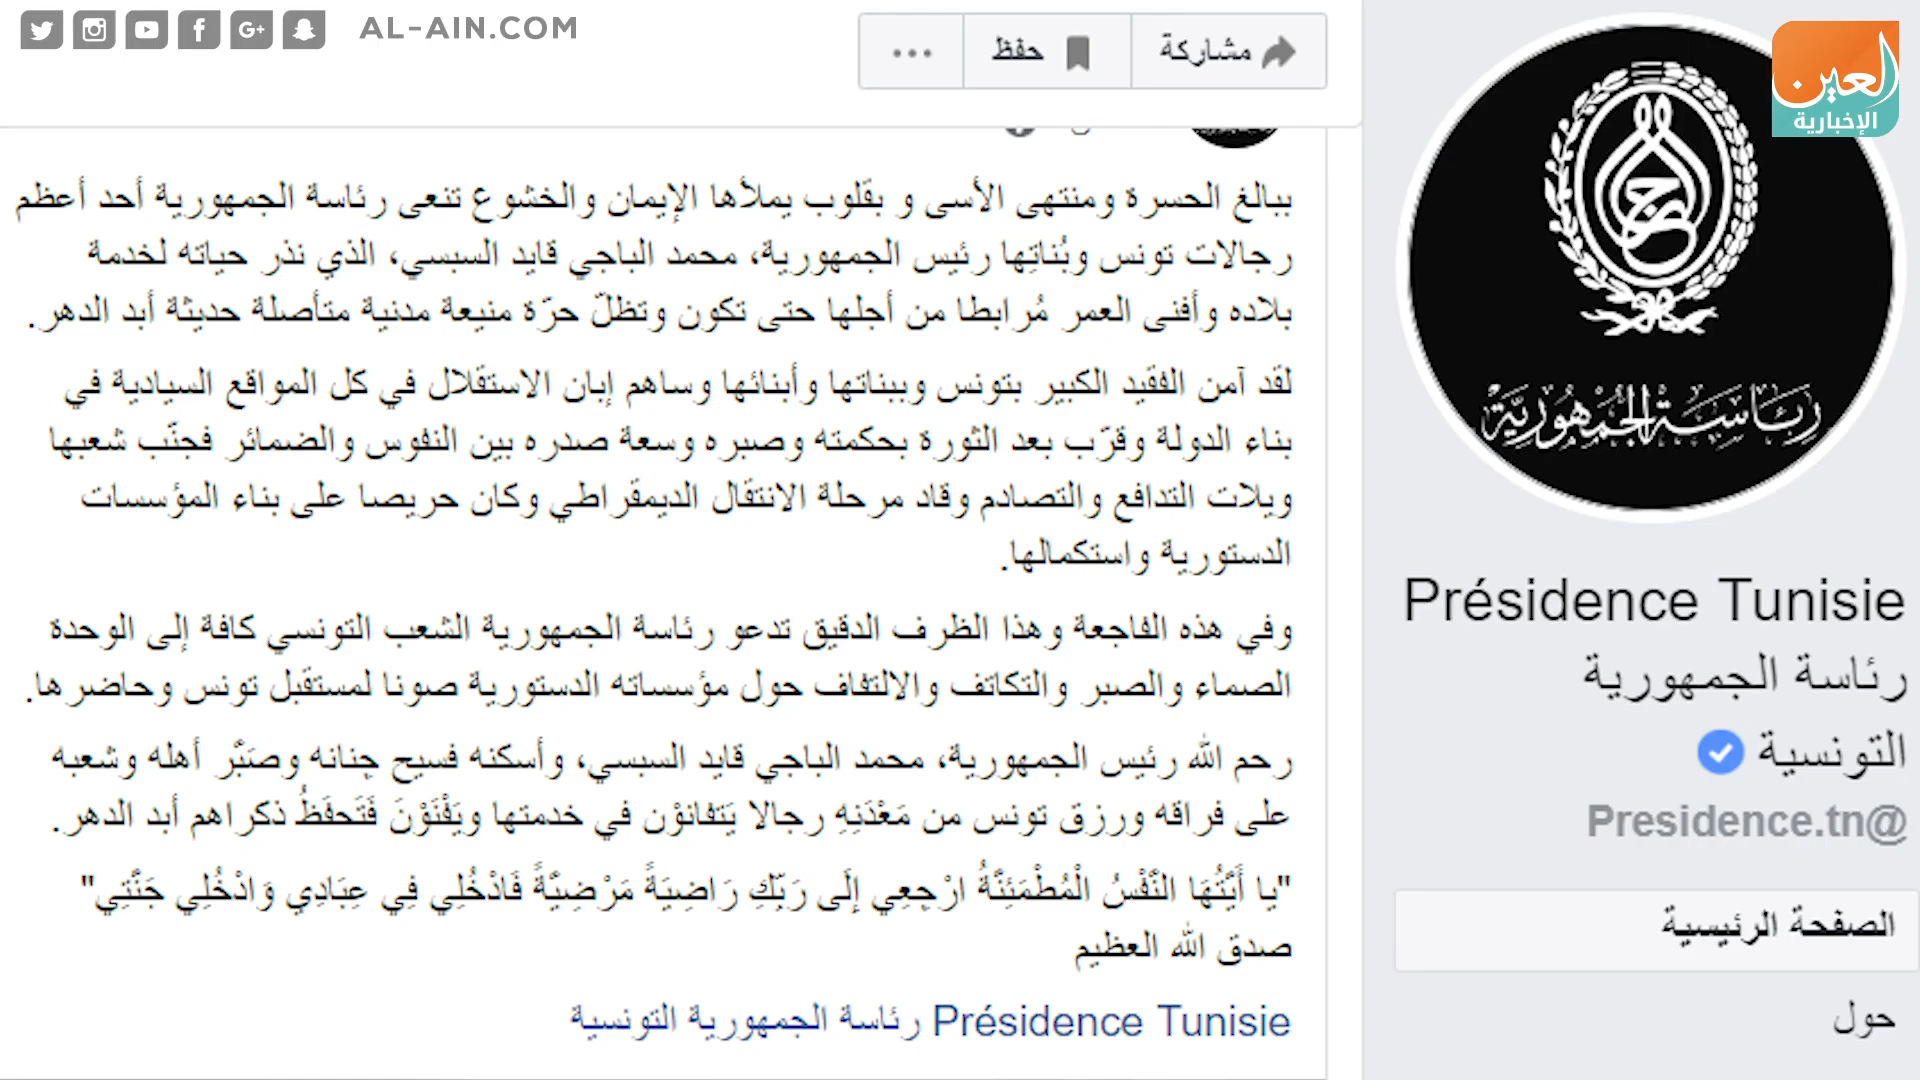 AL-AIN.COM
مشاركة
حفظ
العين
الإخبارية
ببالغ الحسرة ومنتهى الأسى و بقلوب يملأها الإيمان والخشوع تنعى رئاسة الجمهورية أحد أعظم
رجالات تونس وبُناتِها رئيس الجمهورية، محمد الباجي قايد السبسي، الذي نذر حياته لخدمة
بلاده وأفنى العمر مُرابطا من أجلها حتى تكون وتظلّ حرّة منيعة مدنية متأصلة حديثة أبد الدهر.
لقد آمن الفقيد الكبير بتونس وببناتها وأبنائها وساهم إبان الاستقلال في كل المواقع السيادية في
بناء الدولة وقرّب بعد الثورة بحكمته وصبره وسعة صدره بين النفوس والضمائر فجنّب شعبها
ويلات التدافع والتصادم وقاد مرحلة الانتقال الديمقراطي وكان حريصا على بناء المؤسسات
الدستورية واستكمالها.
وفي هذه الفاجعة وهذا الظرف الدقيق تدعو رئاسة الجمهورية الشعب التونسي كافة إلى الوحدة
الصماء والصبر والتكاتف والالتفاف حول مؤسساته الدستورية صونا لمستقبل تونس وحاضرها.
رحم الله رئيس الجمهورية، محمد الباجي قايد السبسي، وأسكنه فسيح جِنانه وصَبَّر أهله وشعبه
على فراقه ورزق تونس من مَعْدَنِهِ رجالا يَتفانوْن في خدمتها ويَفْنَوْنَ فَتَحفَظُ ذكراهم أبد الدهر.
"يا أَيَّتُهَا النَّفْسُ الْمُطْمَئِنَّةُ ارْجِعِي إِلَى رَبِّكِ رَاضِيَةً مَرْضِيَّةً فَادْخُلِي فِي عِبَادِي وَادْخُلِي جَنَّتِي"
صدق الله العظيم
Présidence Tunisie رئاسة الجمهورية التونسية
رئاسة الجمهورية
Présidence Tunisie
رئاسة الجمهورية
التونسية
@Presidence.tn
الصفحة الرئيسية
حول